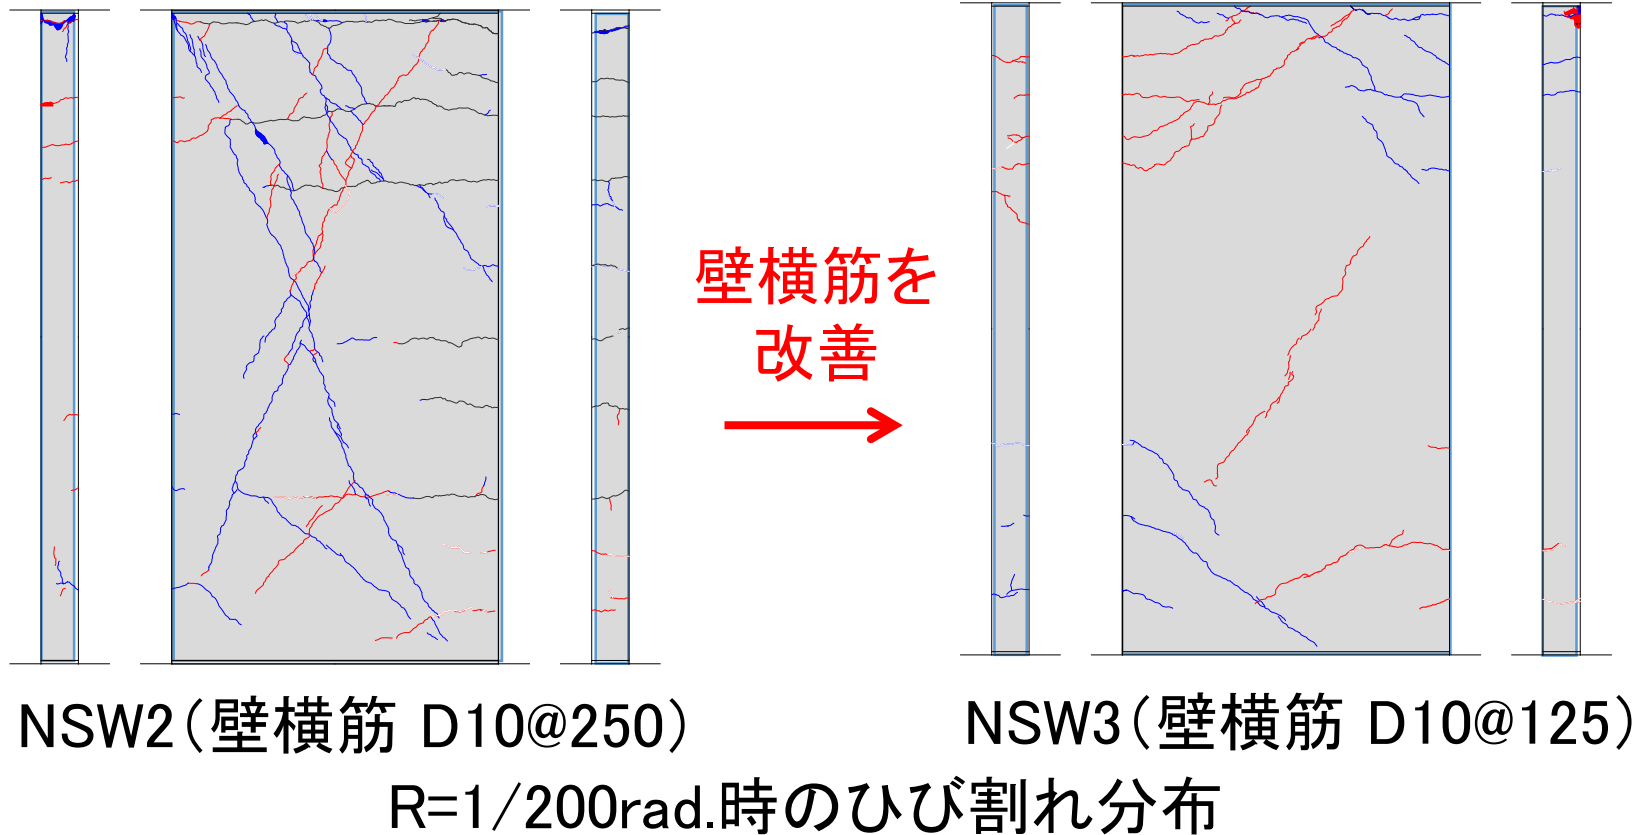 壁横筋を
改善
NSW2(壁横筋 D10@250)
NSW3(壁横筋 D10@125)
R=1/200rad.時のひび割れ分布